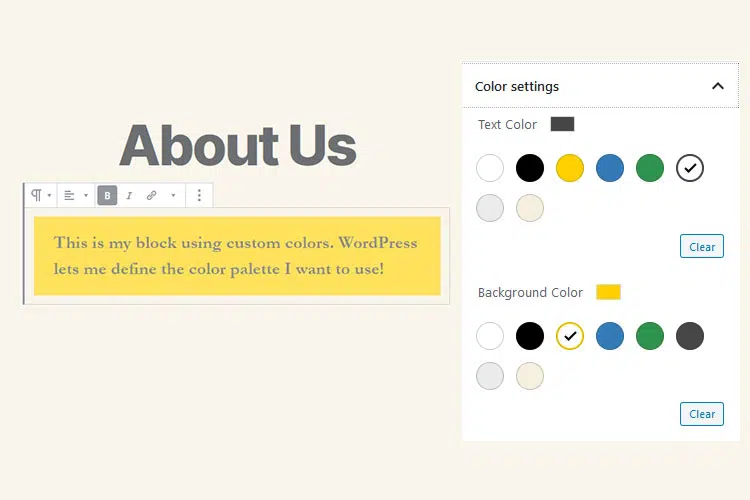 About Us
B I
This is my block using custom colors. WordPress
lets me define the color palette I want to use!
Color settings
Text Color
Clear
Background Color
Clear